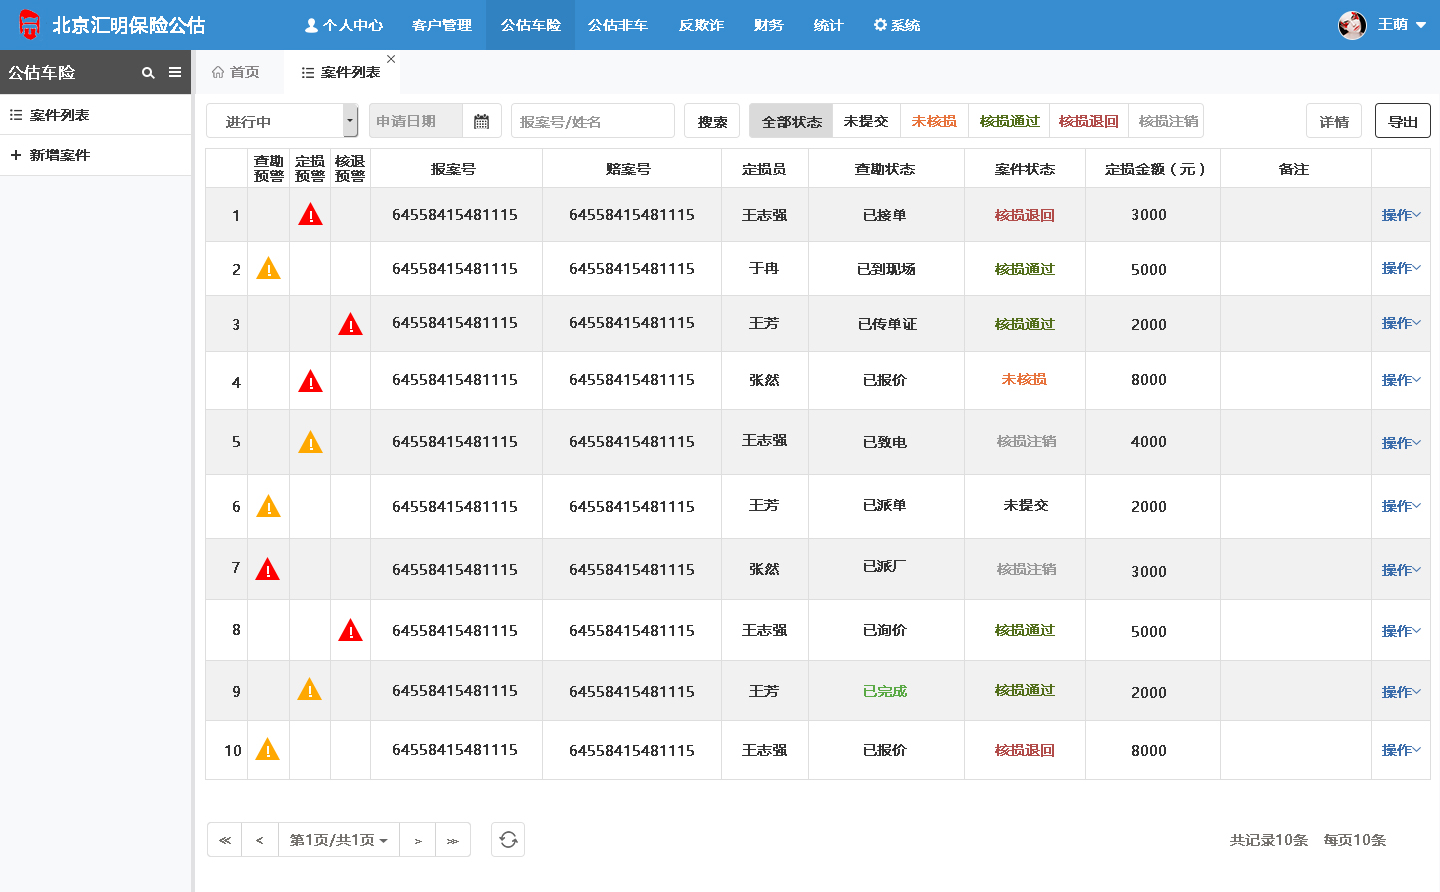 北京汇明保险公估 个人中心 客户管理 公估车险 公估非车 反欺诈 财务 统计 系统 王萌
公估车险 首页 案件列表
案件列表
新增案件
进行中 申请日期 报案号/姓名 搜索 全部状态 未提交 未核损 核损通过 核损退回 核损注销 详情 导出
查勘预警 定损预警 核退预警 报案号 赔案号 定损员 查勘状态 案件状态 定损金额（元） 备注
1 64558415481115 64558415481115 王志强 已接单 核损退回 3000 操作
2 64558415481115 64558415481115 于冉 已到现场 核损通过 5000 操作
3 64558415481115 64558415481115 王芳 已传单证 核损通过 2000 操作
4 64558415481115 64558415481115 张然 已报价 未核损 8000 操作
5 64558415481115 64558415481115 王志强 已致电 核损注销 4000 操作
6 64558415481115 64558415481115 王芳 已派单 未提交 2000 操作
7 64558415481115 64558415481115 张然 已派厂 核损注销 3000 操作
8 64558415481115 64558415481115 王志强 已询价 核损通过 5000 操作
9 64558415481115 64558415481115 王芳 已完成 核损通过 2000 操作
10 64558415481115 64558415481115 王志强 已报价 核损退回 8000 操作
≪ < 第1页/共1页 > ≫ 共记录10条 每页10条